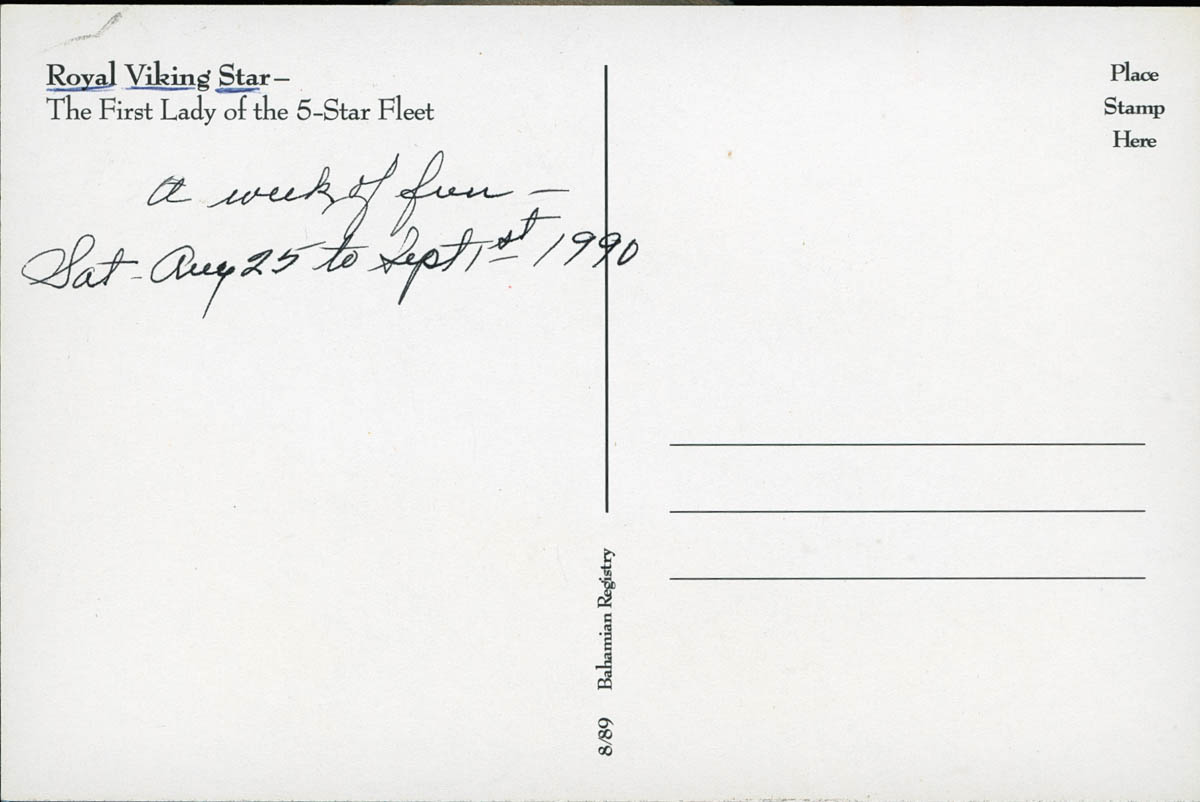 Royal Viking Star–
The First Lady of the 5-Star Fleet
a week of fun –
Sat - Aug 25 to Sept 1st 1990
Place
Stamp
Here
8/89 Bahamian Registry